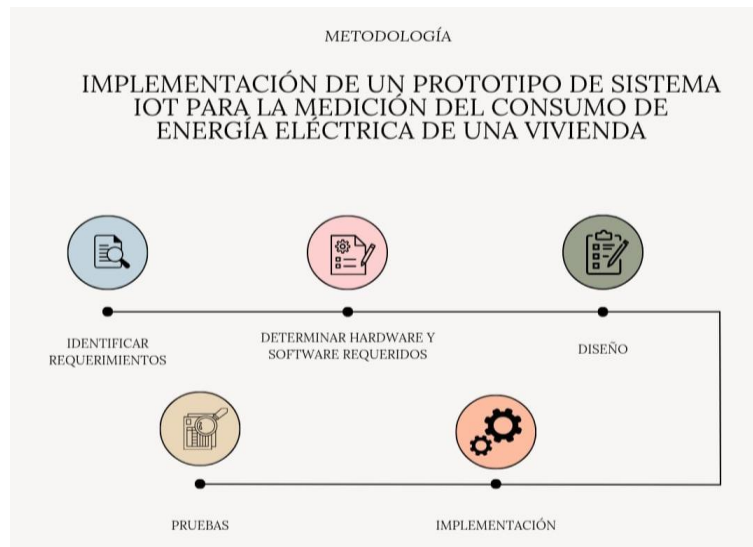 METODOLOGÍA
IMPLEMENTACIÓN DE UN PROTOTIPO DE SISTEMA
IOT PARA LA MEDICIÓN DEL CONSUMO DE
ENERGÍA ELÉCTRICA DE UNA VIVIENDA
IDENTIFICAR
REQUERIMIENTOS
DETERMINAR HARDWARE Y
SOFTWARE REQUERIDOS
DISEÑO
PRUEBAS
IMPLEMENTACIÓN